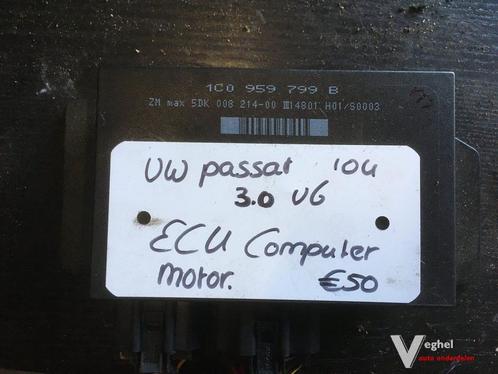 1C0 959 799 B
ZM max 5DK 008 214-00 14801 H01/S0003
VW passat '04
3.0 V6
ECU Computer
motor. €50
Veghel
auto onderdelen